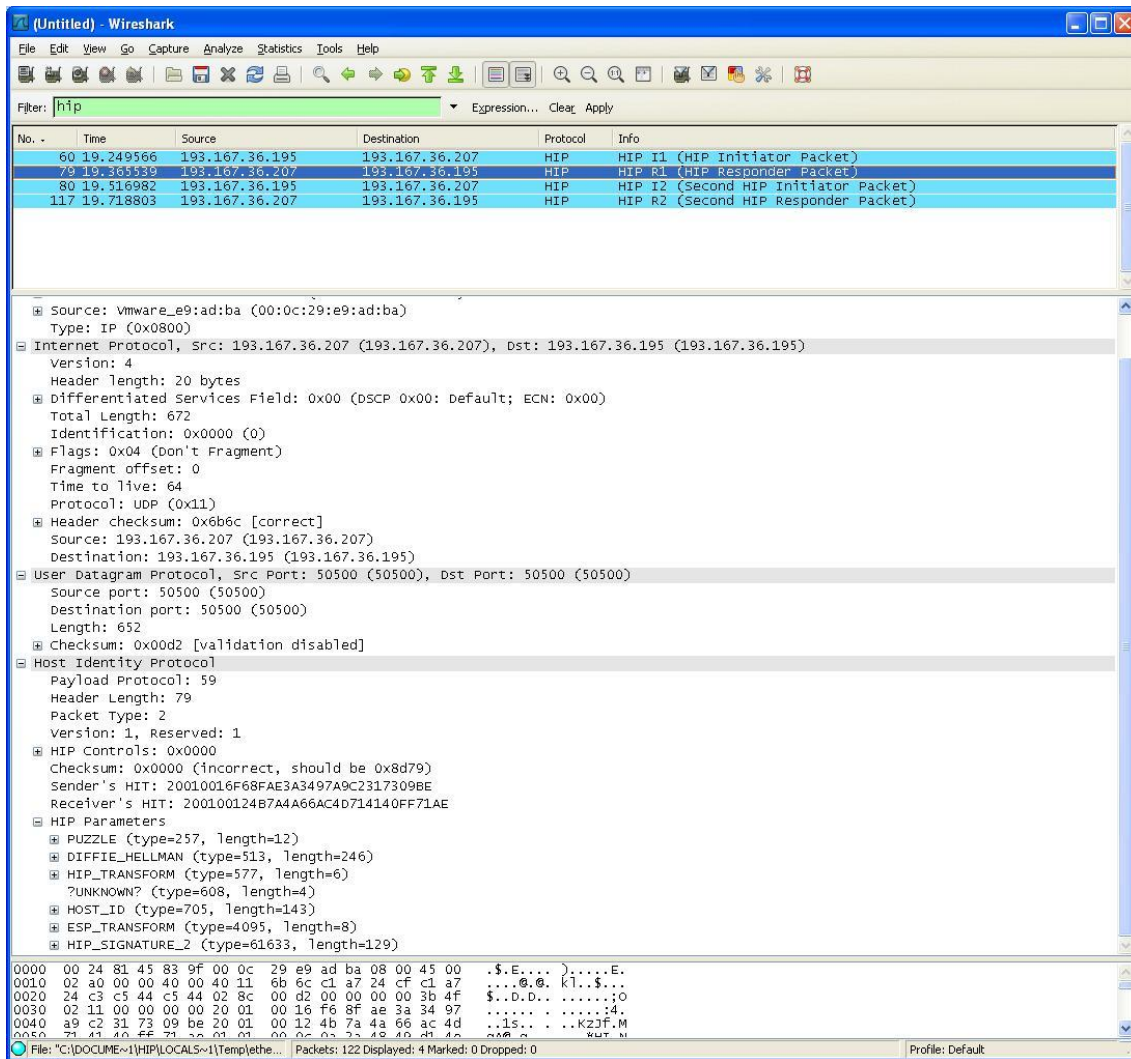 (Untitled) - Wireshark
File Edit View Go Capture Analyze Statistics Tools Help
Filter: hip Expression... Clear Apply
No. - Time Source Destination Protocol Info
60 19.249566 193.167.36.195 193.167.36.207 HIP HIP I1 (HIP Initiator Packet)
79 19.365539 193.167.36.207 193.167.36.195 HIP HIP R1 (HIP Responder Packet)
80 19.516982 193.167.36.195 193.167.36.207 HIP HIP I2 (Second HIP Initiator Packet)
117 19.718803 193.167.36.207 193.167.36.195 HIP HIP R2 (Second HIP Responder Packet)
Source: Vmware_e9:ad:ba (00:0c:29:e9:ad:ba)
Type: IP (0x0800)
Internet Protocol, Src: 193.167.36.207 (193.167.36.207), Dst: 193.167.36.195 (193.167.36.195)
Version: 4
Header length: 20 bytes
Differentiated Services Field: 0x00 (DSCP 0x00: Default; ECN: 0x00)
Total Length: 672
Identification: 0x0000 (0)
Flags: 0x04 (Don't Fragment)
Fragment offset: 0
Time to live: 64
Protocol: UDP (0x11)
Header checksum: 0x6b6c [correct]
Source: 193.167.36.207 (193.167.36.207)
Destination: 193.167.36.195 (193.167.36.195)
User Datagram Protocol, Src Port: 50500 (50500), Dst Port: 50500 (50500)
Source port: 50500 (50500)
Destination port: 50500 (50500)
Length: 652
Checksum: 0x00d2 [validation disabled]
Host Identity Protocol
Payload Protocol: 59
Header Length: 79
Packet Type: 2
Version: 1, Reserved: 1
HIP Controls: 0x0000
Checksum: 0x0000 (incorrect, should be 0x8d79)
Sender's HIT: 20010016F68FAE3A3497A9C2317309BE
Receiver's HIT: 200100124B7A4A66AC4D714140FF71AE
HIP Parameters
PUZZLE (type=257, length=12)
DIFFIE_HELLMAN (type=513, length=246)
HIP_TRANSFORM (type=577, length=6)
?UNKNOWN? (type=608, length=4)
HOST_ID (type=705, length=143)
ESP_TRANSFORM (type=4095, length=8)
HIP_SIGNATURE_2 (type=61633, length=129)
0000 00 24 81 45 83 9f 00 0c 29 e9 ad ba 08 00 45 00 .$.E.... ).....E.
0010 02 a0 00 00 40 00 40 11 6b 6c c1 a7 24 cf c1 a7 ....@.@. kl..$...
0020 24 c3 c5 44 c5 44 02 8c 00 d2 00 00 00 00 3b 4f $..D.D.. ......;O
0030 02 11 00 00 00 00 20 01 00 16 f6 8f ae 3a 34 97 ...... . .....:4.
0040 a9 c2 31 73 09 be 20 01 00 12 4b 7a 4a 66 ac 4d ..1s.. . ..KzJf.M
File: "C:\DOCUME~1\HIP\LOCALS~1\Temp\ethe... Packets: 122 Displayed: 4 Marked: 0 Dropped: 0 Profile: Default